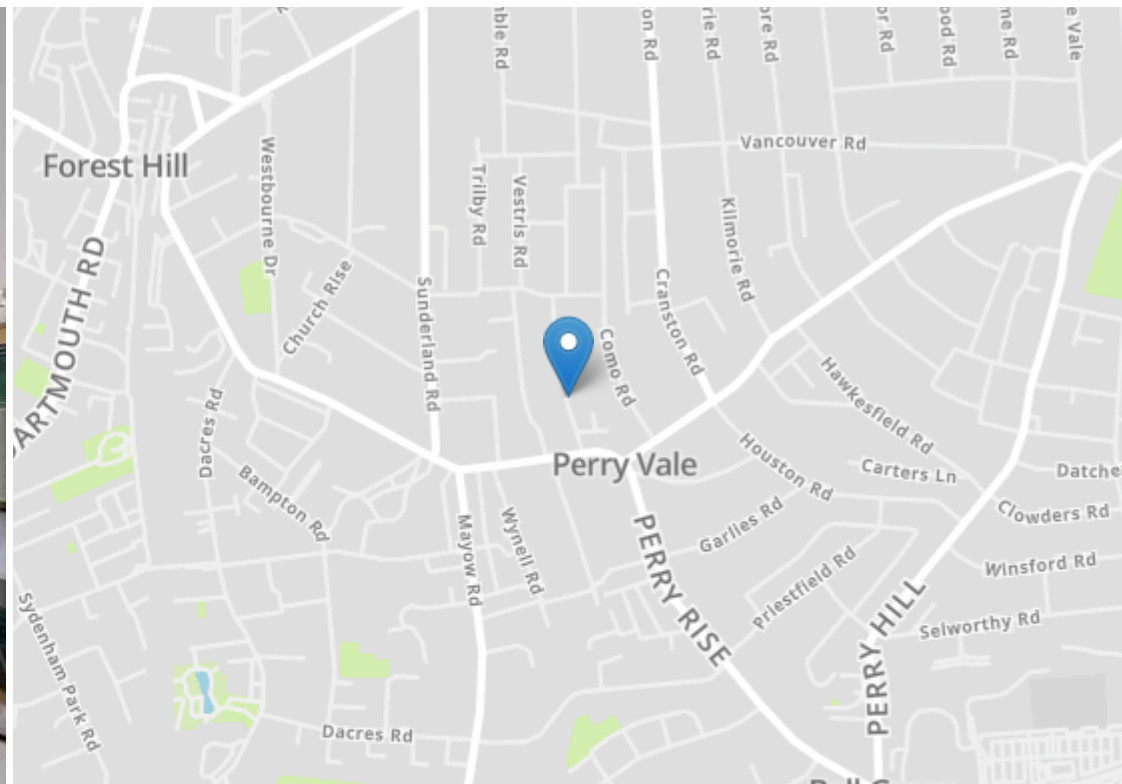 Vancouver Rd
Forest Hill
Westbourne Dr
Trilby Rd
Vestris Rd
Kilmorie Rd
DARTMOUTH RD
Church Rise
Sunderland Rd
Cranston Rd
Como Rd
Hawkesfield Rd
Dacres Rd
Perry Vale
Houston Rd
Carters Ln
Bampton Rd
Clowders Rd
Mayow Rd
Wynell Rd
Garlies Rd
PERRY RISE
Priestfield Rd
Winsford Rd
Selworthy Rd
PERRY HILL
Sydenham Park Rd
Dacres Rd